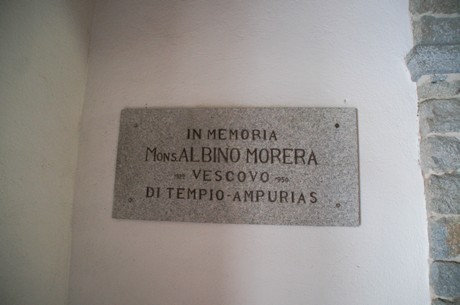 IN MEMORIA
MONS. ALBINO MORERA
VESCOVO
DI TEMPIO-AMPURIAS